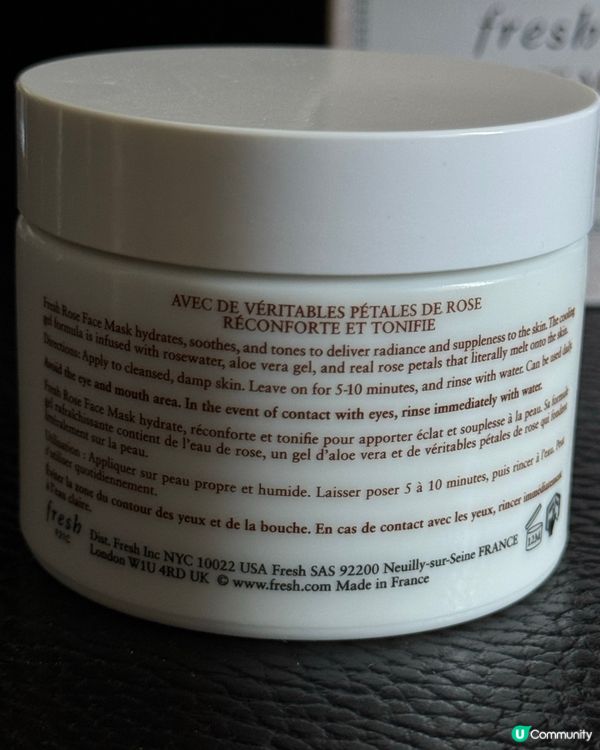 fresh
AVEC DE VÉRITABLES PÉTALES DE ROSE
RÉCONFORTE ET TONIFIE
Fresh Rose Face Mask hydrates, soothes, and tones to deliver radiance and suppleness to the skin. The cooling
gel formula is infused with rosewater, aloe vera gel, and real rose petals that literally melt onto the skin.
Directions: Apply to cleansed, damp skin. Leave on for 5-10 minutes, and rinse with water. Can be used daily.
Avoid the eye and mouth area. In the event of contact with eyes, rinse immediately with water.
Fresh Rose Face Mask hydrate, réconforte et tonifie pour apporter éclat et souplesse à la peau. Sa formule
gel rafraîchissante contient de l'eau de rose, un gel d'aloe vera et de véritables pétales de rose qui fondent
littéralement sur la peau.
Utilisation : Appliquer sur peau propre et humide. Laisser poser 5 à 10 minutes, puis rincer à l'eau. Peut
s'utiliser quotidiennement.
Éviter la zone du contour des yeux et de la bouche. En cas de contact avec les yeux, rincer immédiatement
à l'eau claire.
fresh
Dist. Fresh Inc NYC 10022 USA Fresh SAS 92200 Neuilly-sur-Seine FRANCE
London W1U 4RD UK © www.fresh.com Made in France
12M
U Community